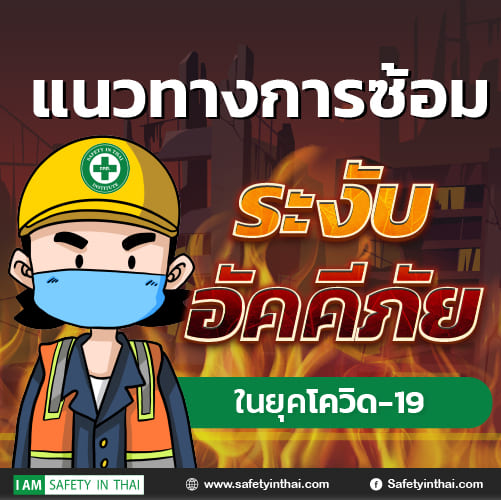 แนวทางการซ้อม
SAFETY IN THAI
INSTITUTE
ระงับ
อัคคีภัย
ในยุคโควิด-19
I AM SAFETY IN THAI
www.safetyinthai.com
Safetyinthai.com